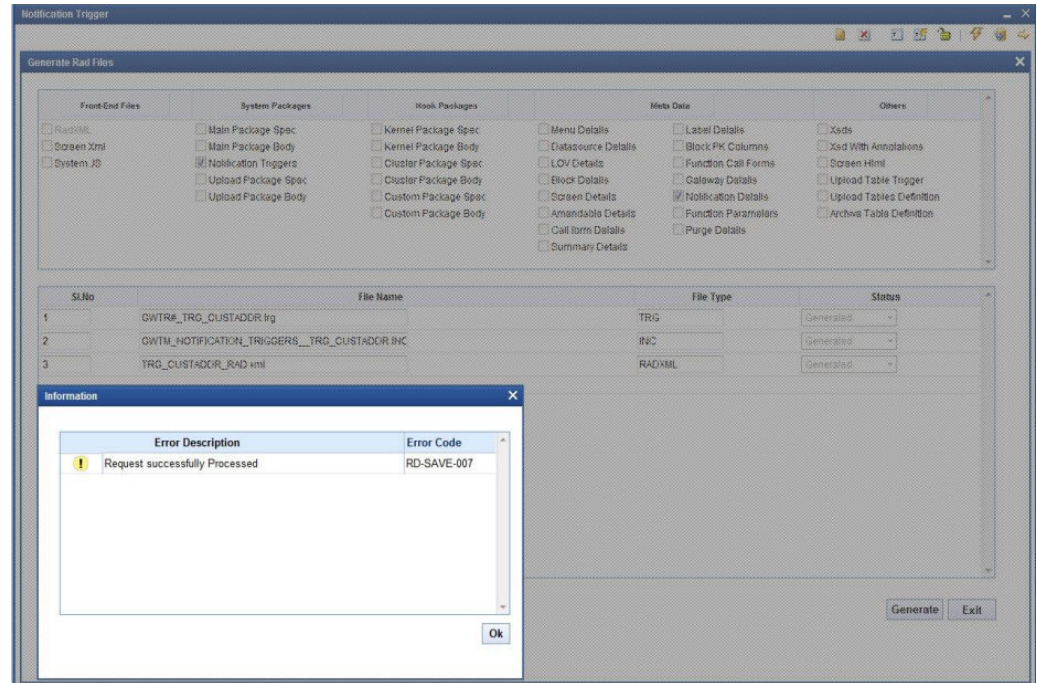 Notification Trigger
Generate Rad Files
Front-End Files System Packages Hook Packages Meta Data Others
RadXML Main Package Spec Kernel Package Spec Menu Details Label Details Xsds
Screen Xml Main Package Body Kernel Package Body Datasource Details Block PK Columns Xsd With Annotations
System JS Notification Triggers Cluster Package Spec LOV Details Function Call Forms Screen Html
Upload Package Spec Cluster Package Body Block Details Gateway Details Upload Table Trigger
Upload Package Body Custom Package Spec Screen Details Notification Details Upload Tables Definition
Custom Package Body Amendable Details Function Parameters Archive Table Definition
Call form Details Purge Details
Summary Details
Sl.No File Name File Type Status
1 GWTR#_TRG_CUSTADDR.trg TRG Generated
2 GWTM_NOTIFICATION_TRIGGERS__TRG_CUSTADDR.INC INC Generated
3 TRG_CUSTADDR_RAD.xml RADXML Generated
Information
Error Description Error Code
Request successfully Processed RD-SAVE-007
Ok
Generate Exit